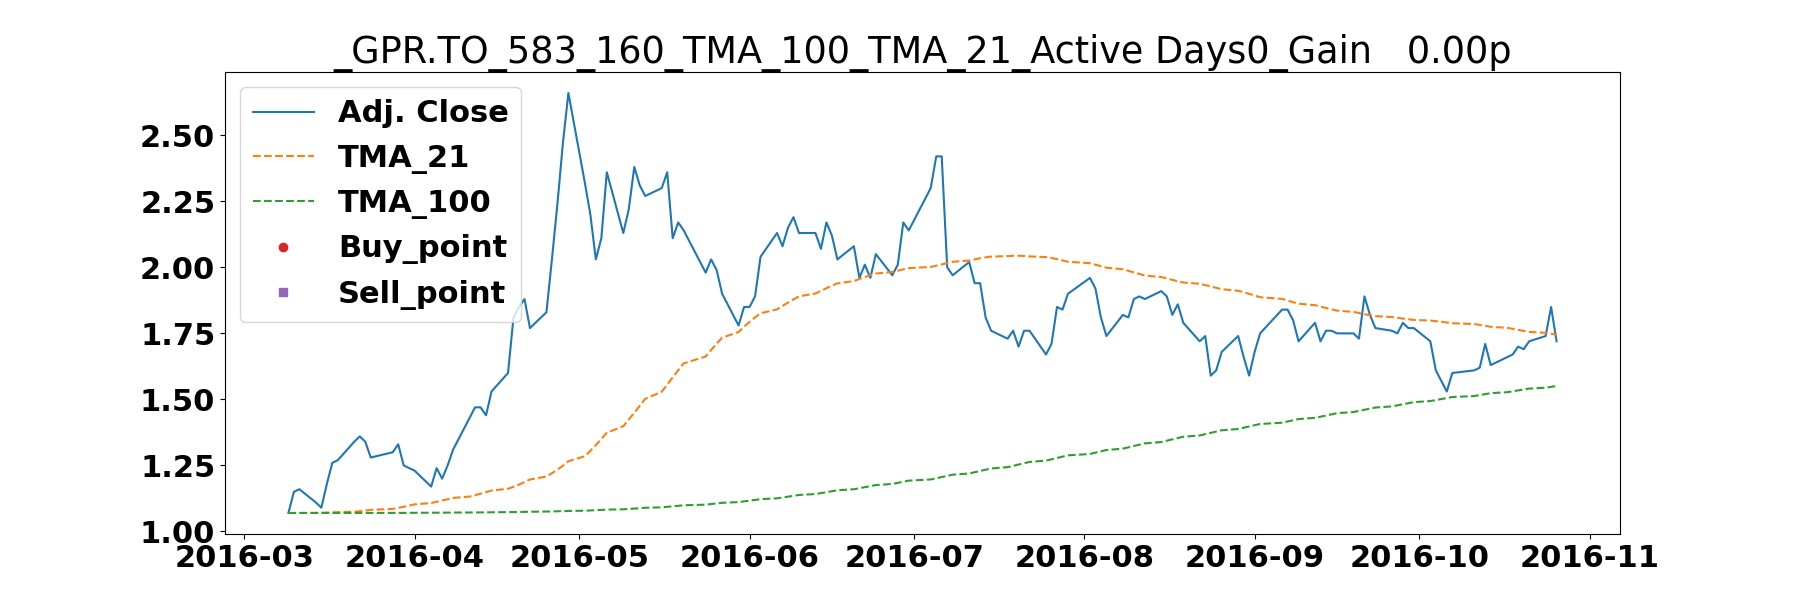 _GPR.TO_583_160_TMA_100_TMA_21_Active Days0_Gain   0.00p
Adj. Close
TMA_21
TMA_100
Buy_point
Sell_point
2.50
2.25
2.00
1.75
1.50
1.25
1.00
2016-03 2016-04 2016-05 2016-06 2016-07 2016-08 2016-09 2016-10 2016-11